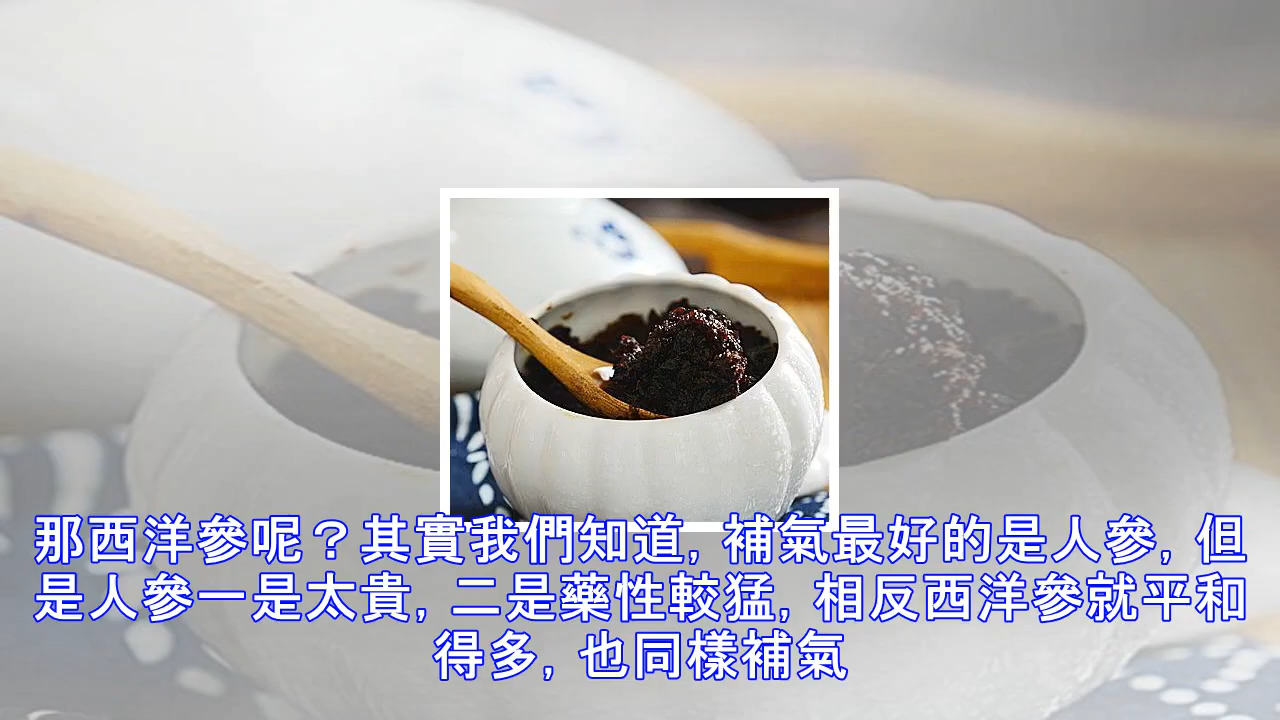 那西洋參呢？其實我們知道, 補氣最好的是人參, 但
是人參一是太貴, 二是藥性較猛, 相反西洋參就平和
得多, 也同樣補氣